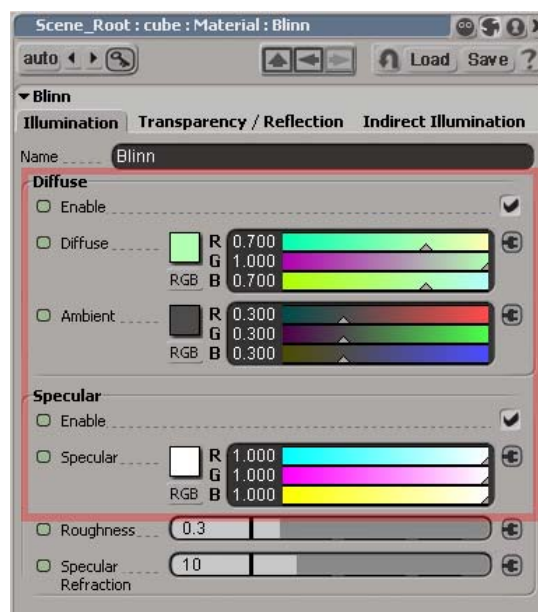 Scene_Root : cube : Material : Blinn
auto Load Save ?
Blinn
Illumination Transparency / Reflection Indirect Illumination
Name Blinn
Diffuse
Enable
Diffuse R 0.700
G 1.000
RGB B 0.700
Ambient R 0.300
G 0.300
RGB B 0.300
Specular
Enable
Specular R 1.000
G 1.000
RGB B 1.000
Roughness 0.3
Specular 10
Refraction